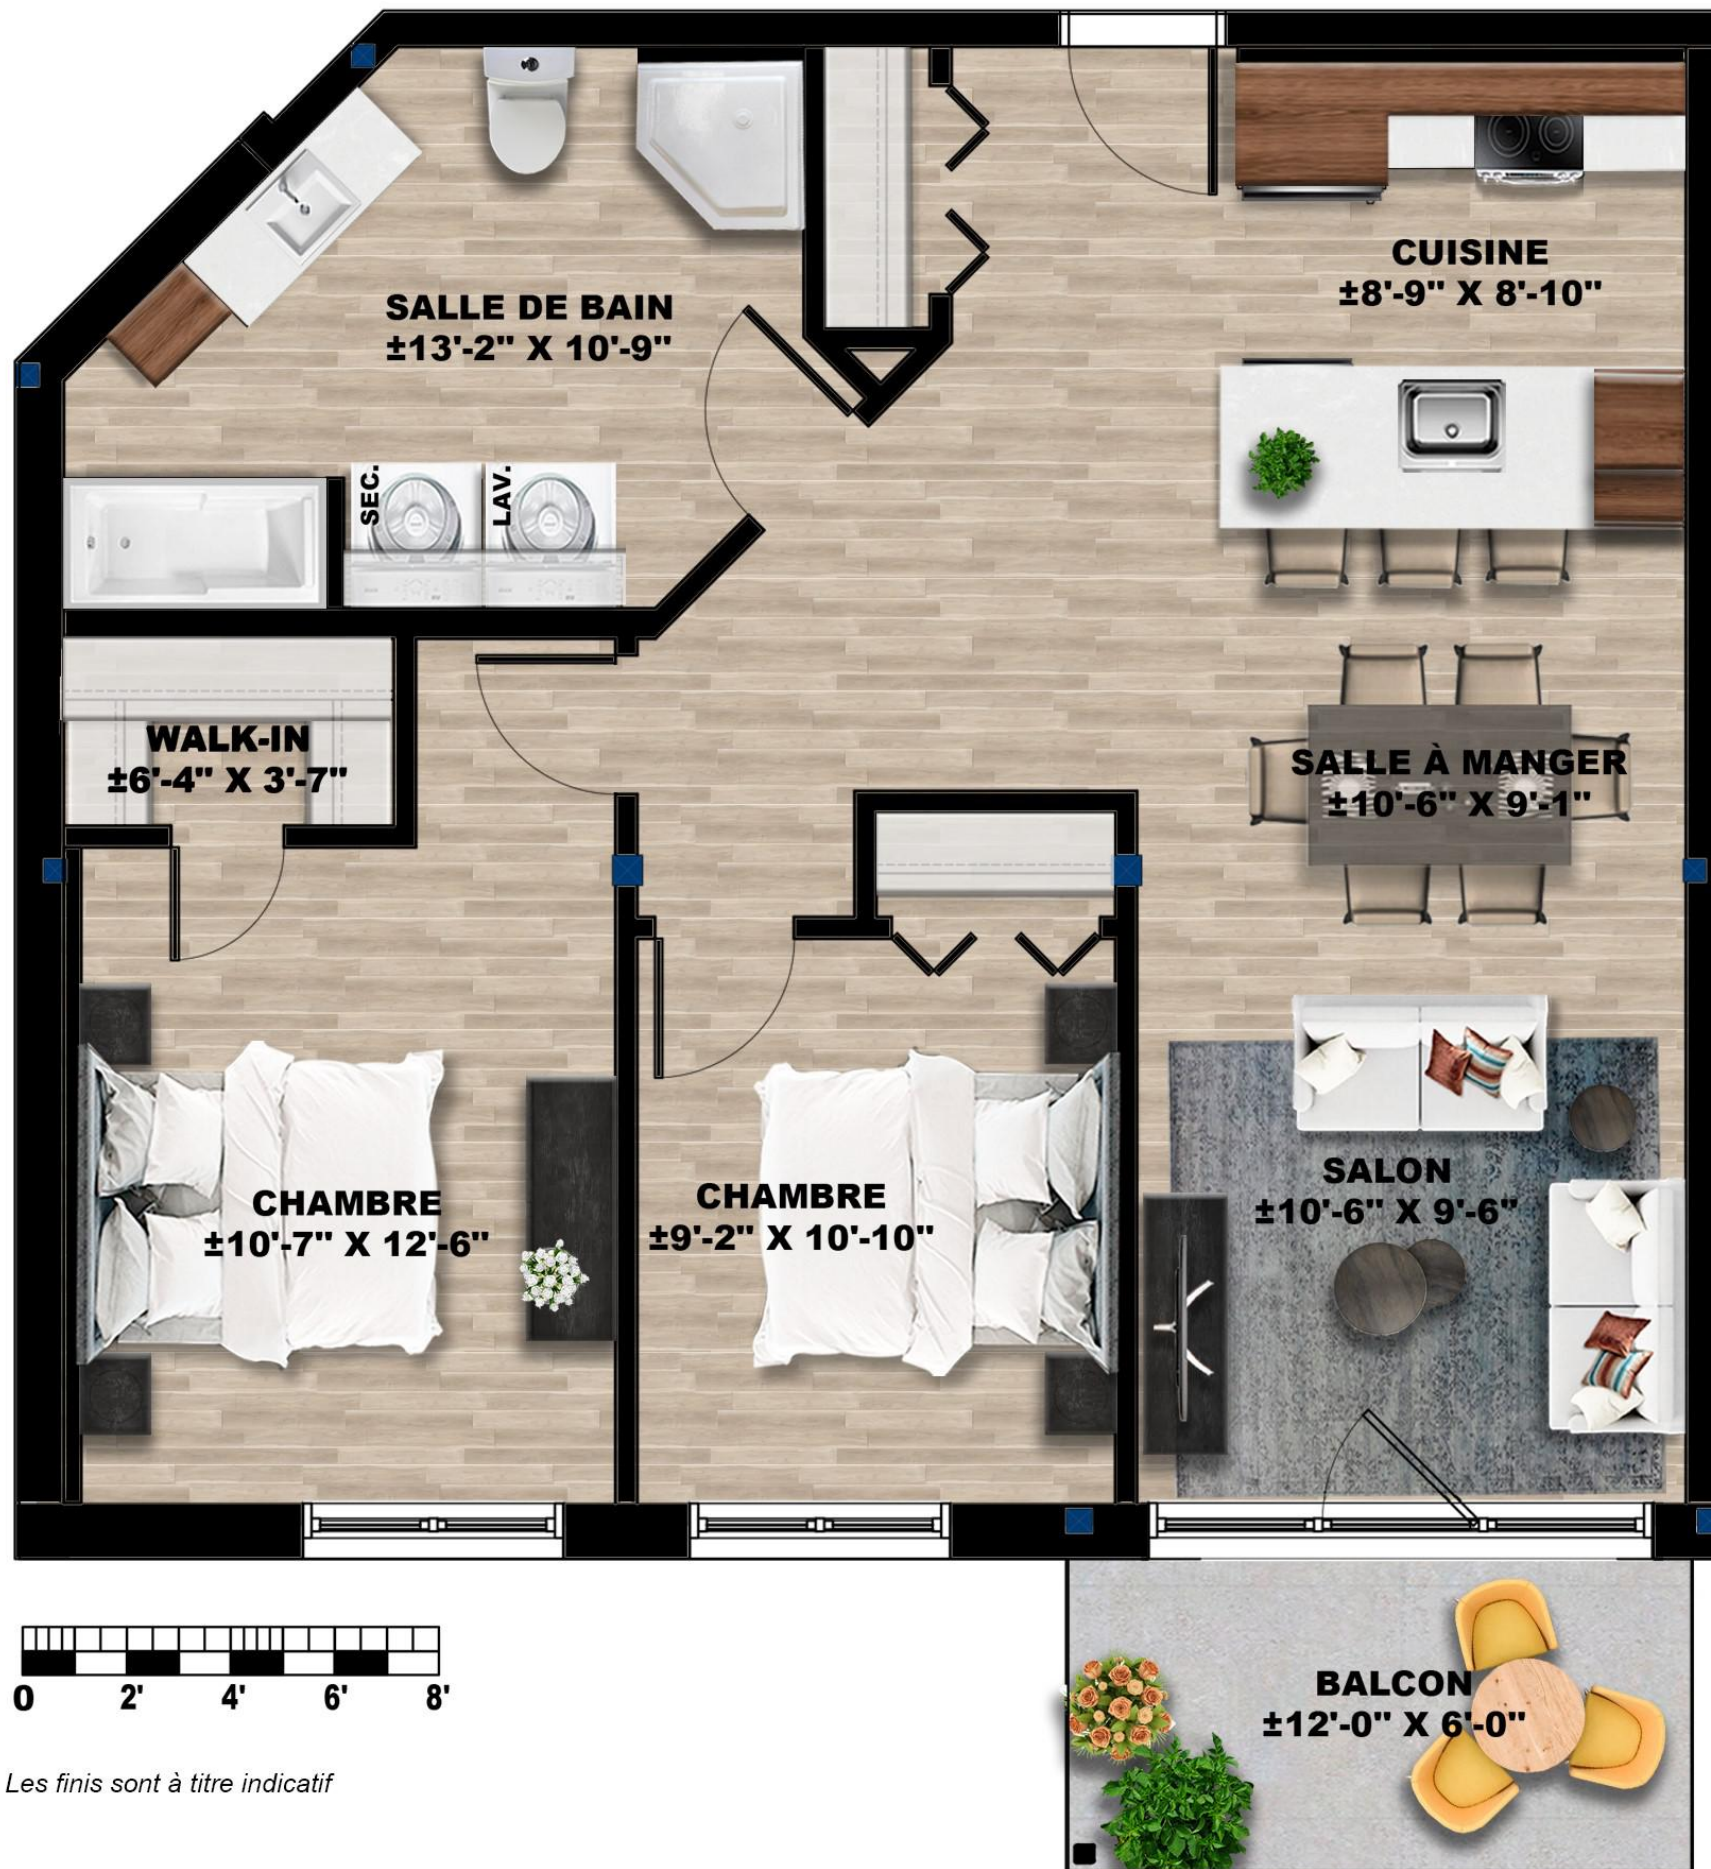 SALLE DE BAIN
±13'-2" X 10'-9"
CUISINE
±8'-9" X 8'-10"
SEC.
LAV.
WALK-IN
±6'-4" X 3'-7"
SALLE À MANGER
±10'-6" X 9'-1"
CHAMBRE
±10'-7" X 12'-6"
CHAMBRE
±9'-2" X 10'-10"
SALON
±10'-6" X 9'-6"
BALCON
±12'-0" X 6'-0"
0 2' 4' 6' 8'
Les finis sont à titre indicatif